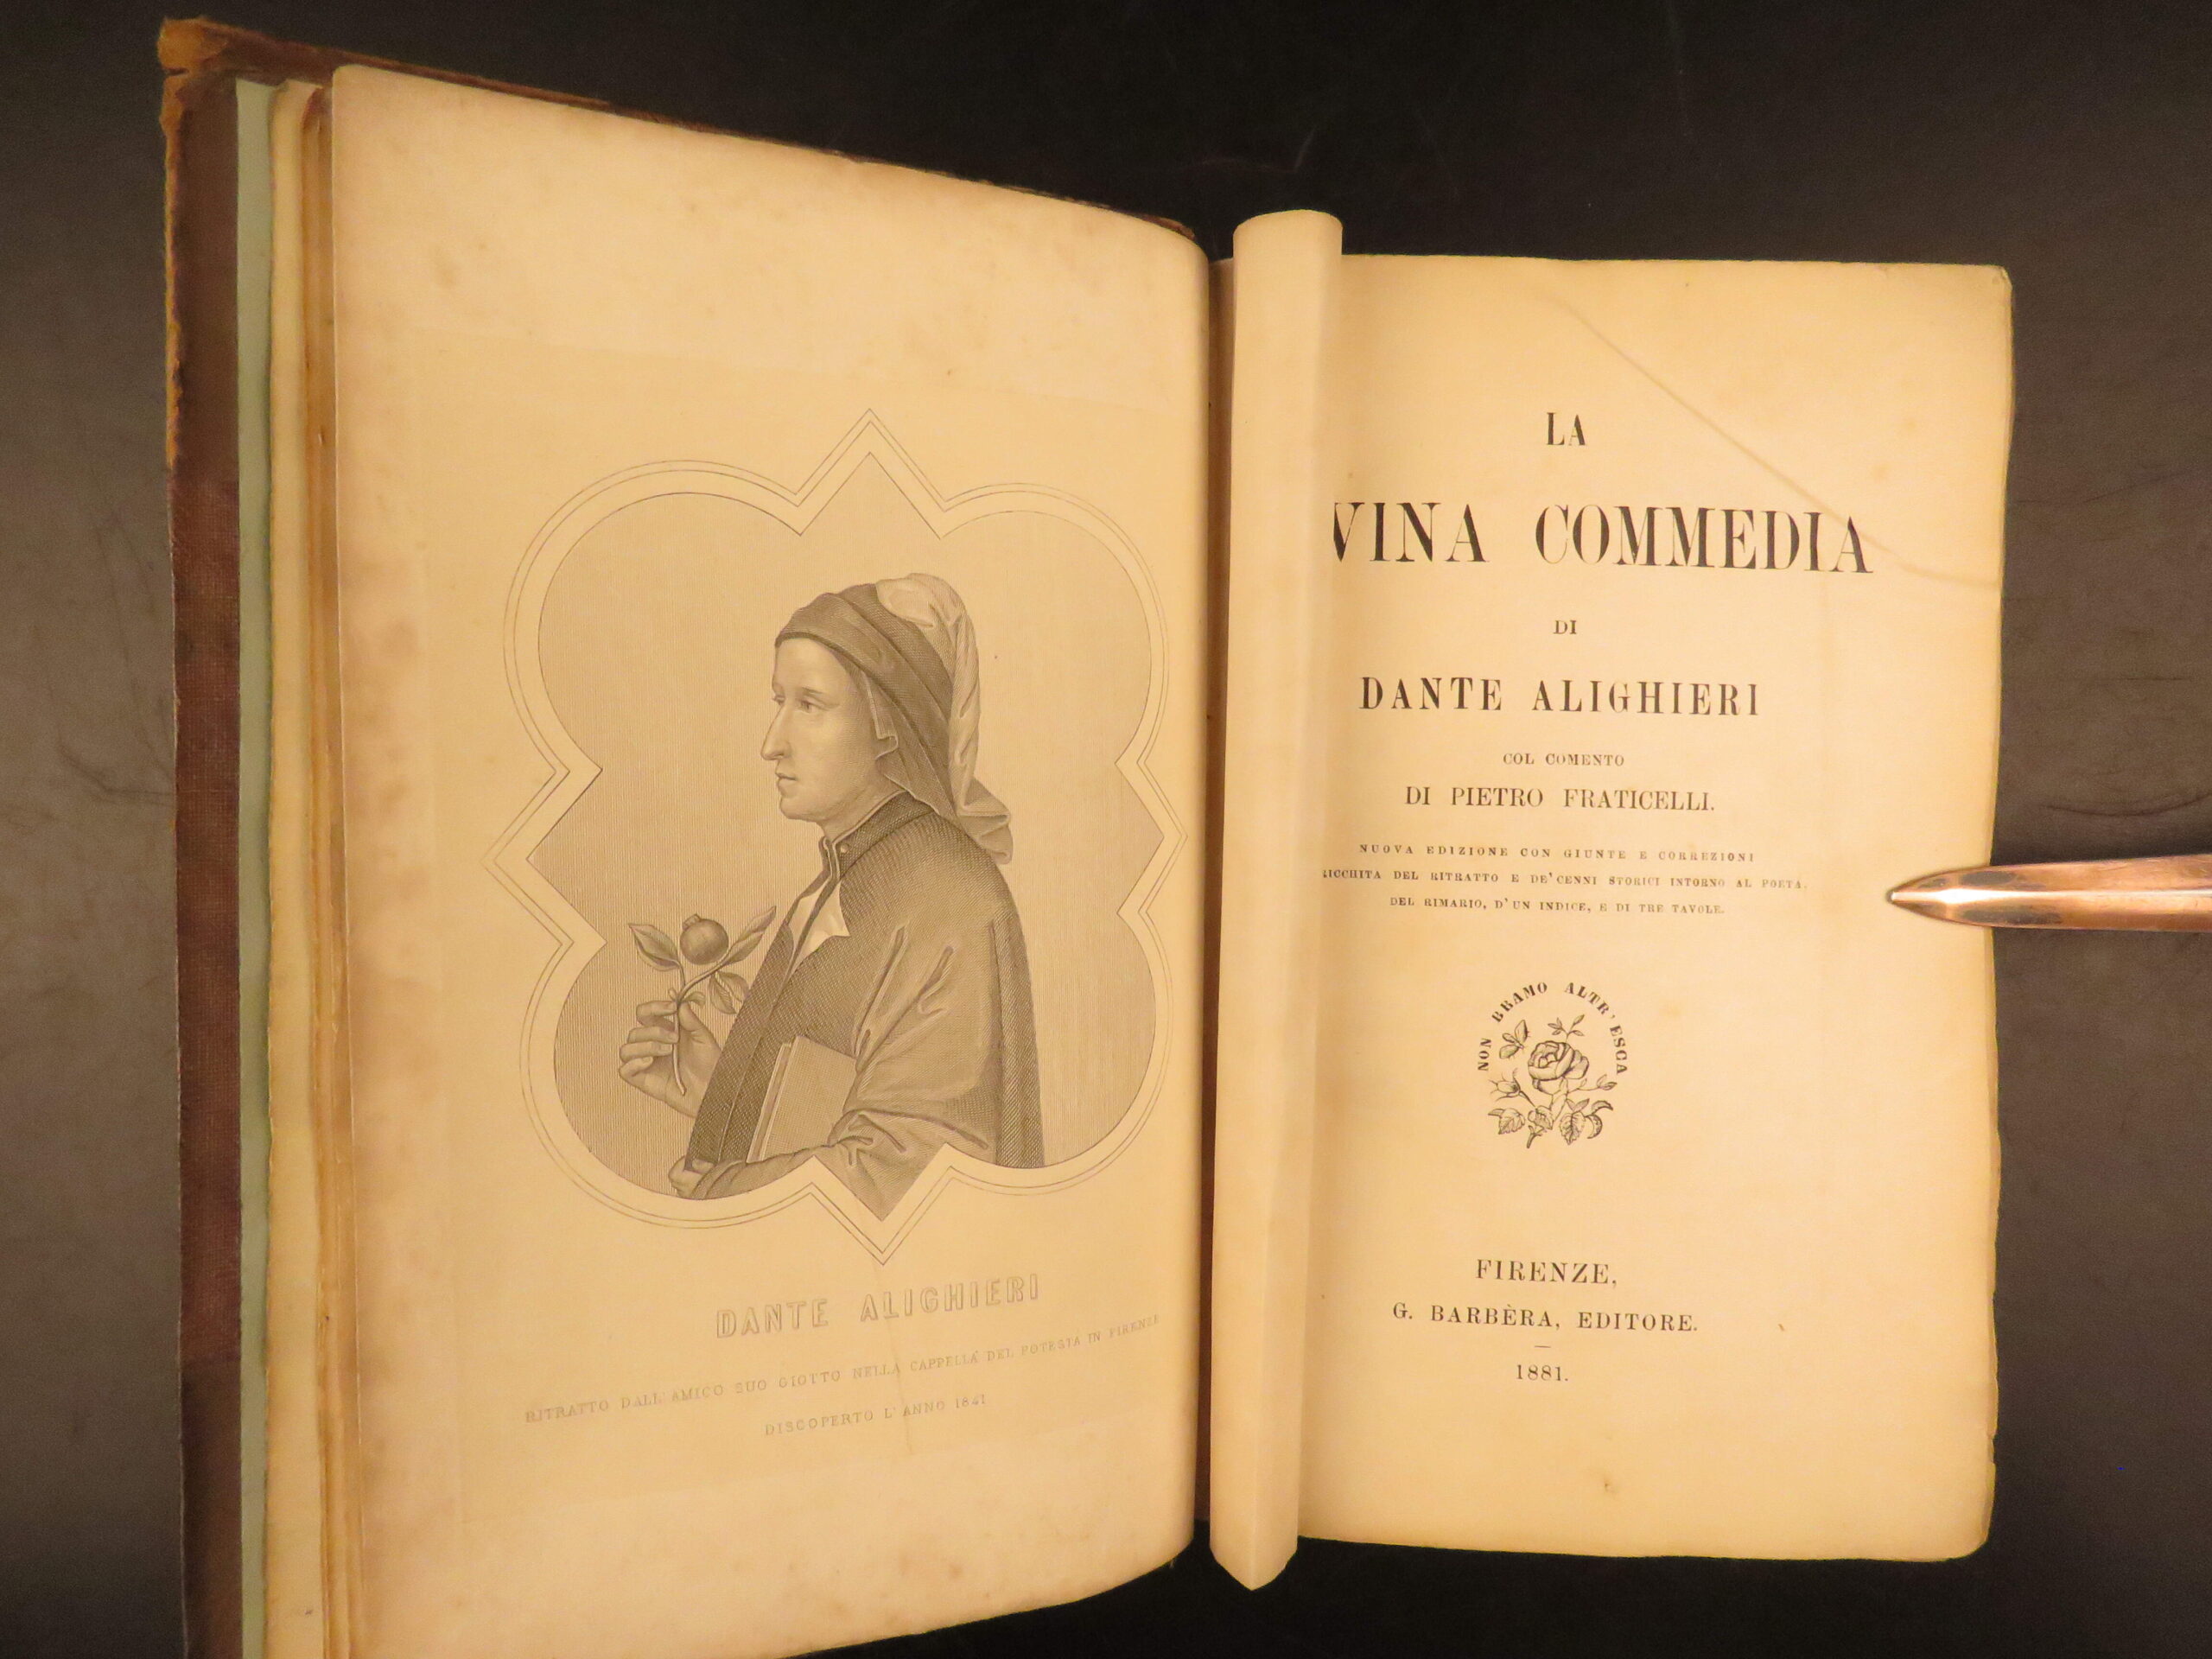 DANTE ALIGHIERI
RITRATTO DALL'AMICO SUO GIOTTO NELLA CAPPELLA DEL POTESTA IN FIRENZE
DISCOPERTO L'ANNO 1841
LA
VINA COMMEDIA
DI
DANTE ALIGHIERI
COL COMENTO
DI PIETRO FRATICELLI.
NUOVA EDIZIONE CON GIUNTE E CORREZIONI
RICCHITA DEL RITRATTO E DE' CENNI STORICI INTORNO AL POETA,
DEL RIMARIO, D'UN INDICE, E DI TRE TAVOLE.
NON BRAMO ALTR' ESCA
FIRENZE,
G. BARBÈRA, EDITORE.
1881.